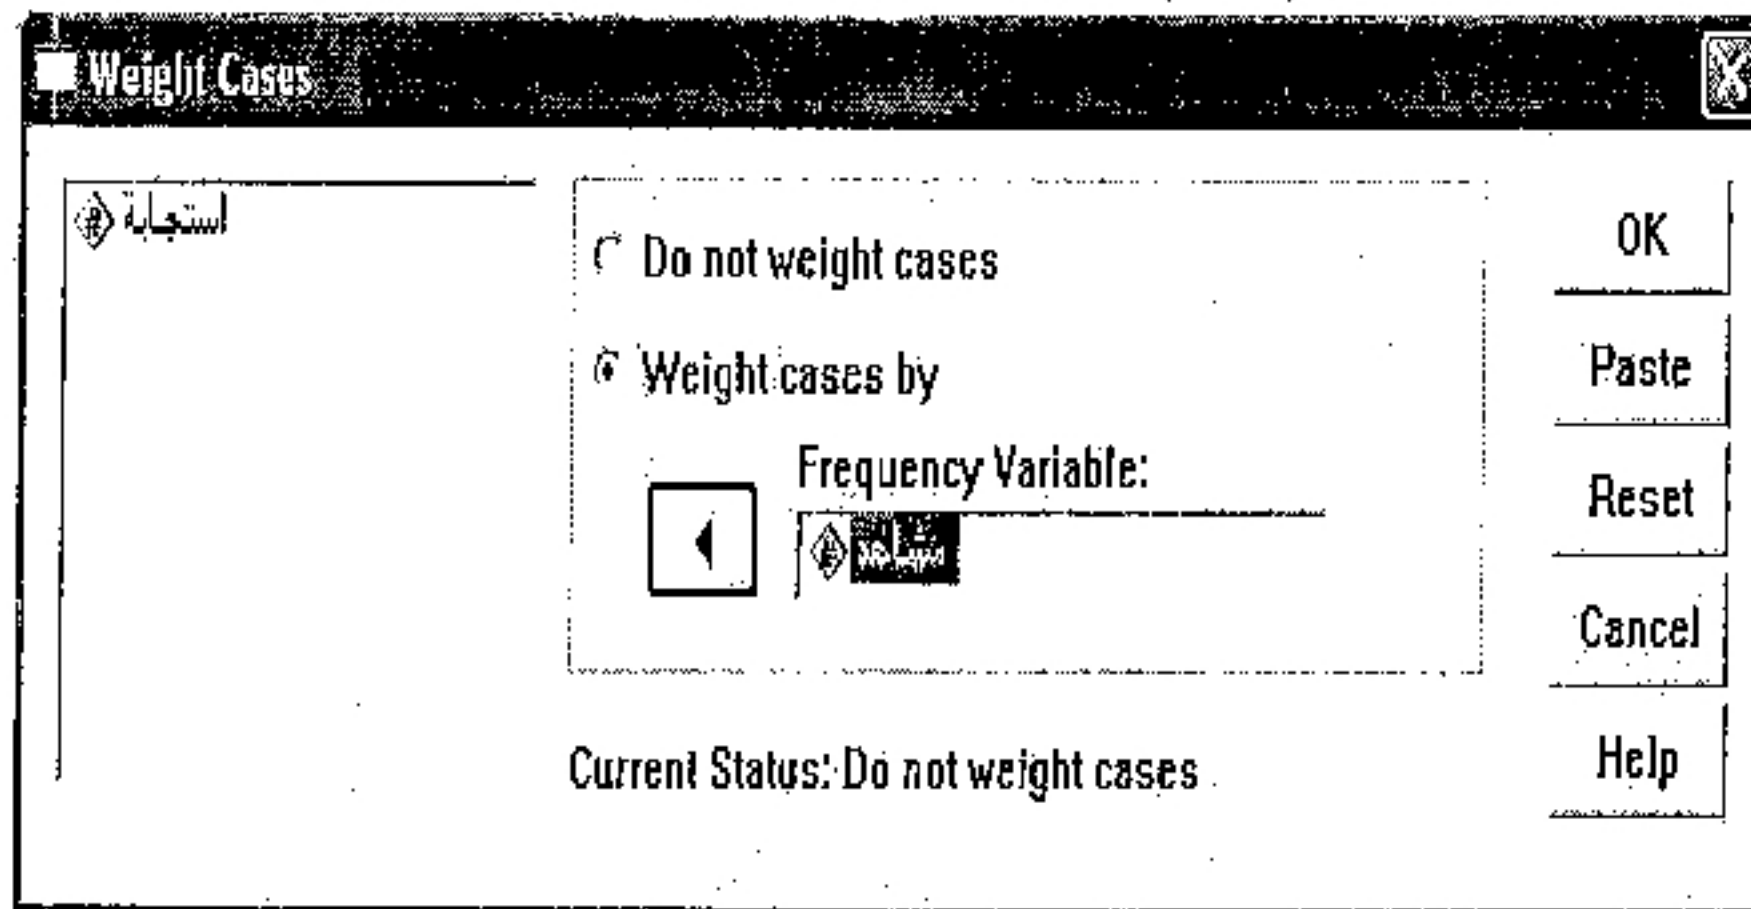 Weight Cases
استجابة
Do not weight cases
Weight cases by
Frequency Variable:
OK
Paste
Reset
Cancel
Help
Current Status: Do not weight cases